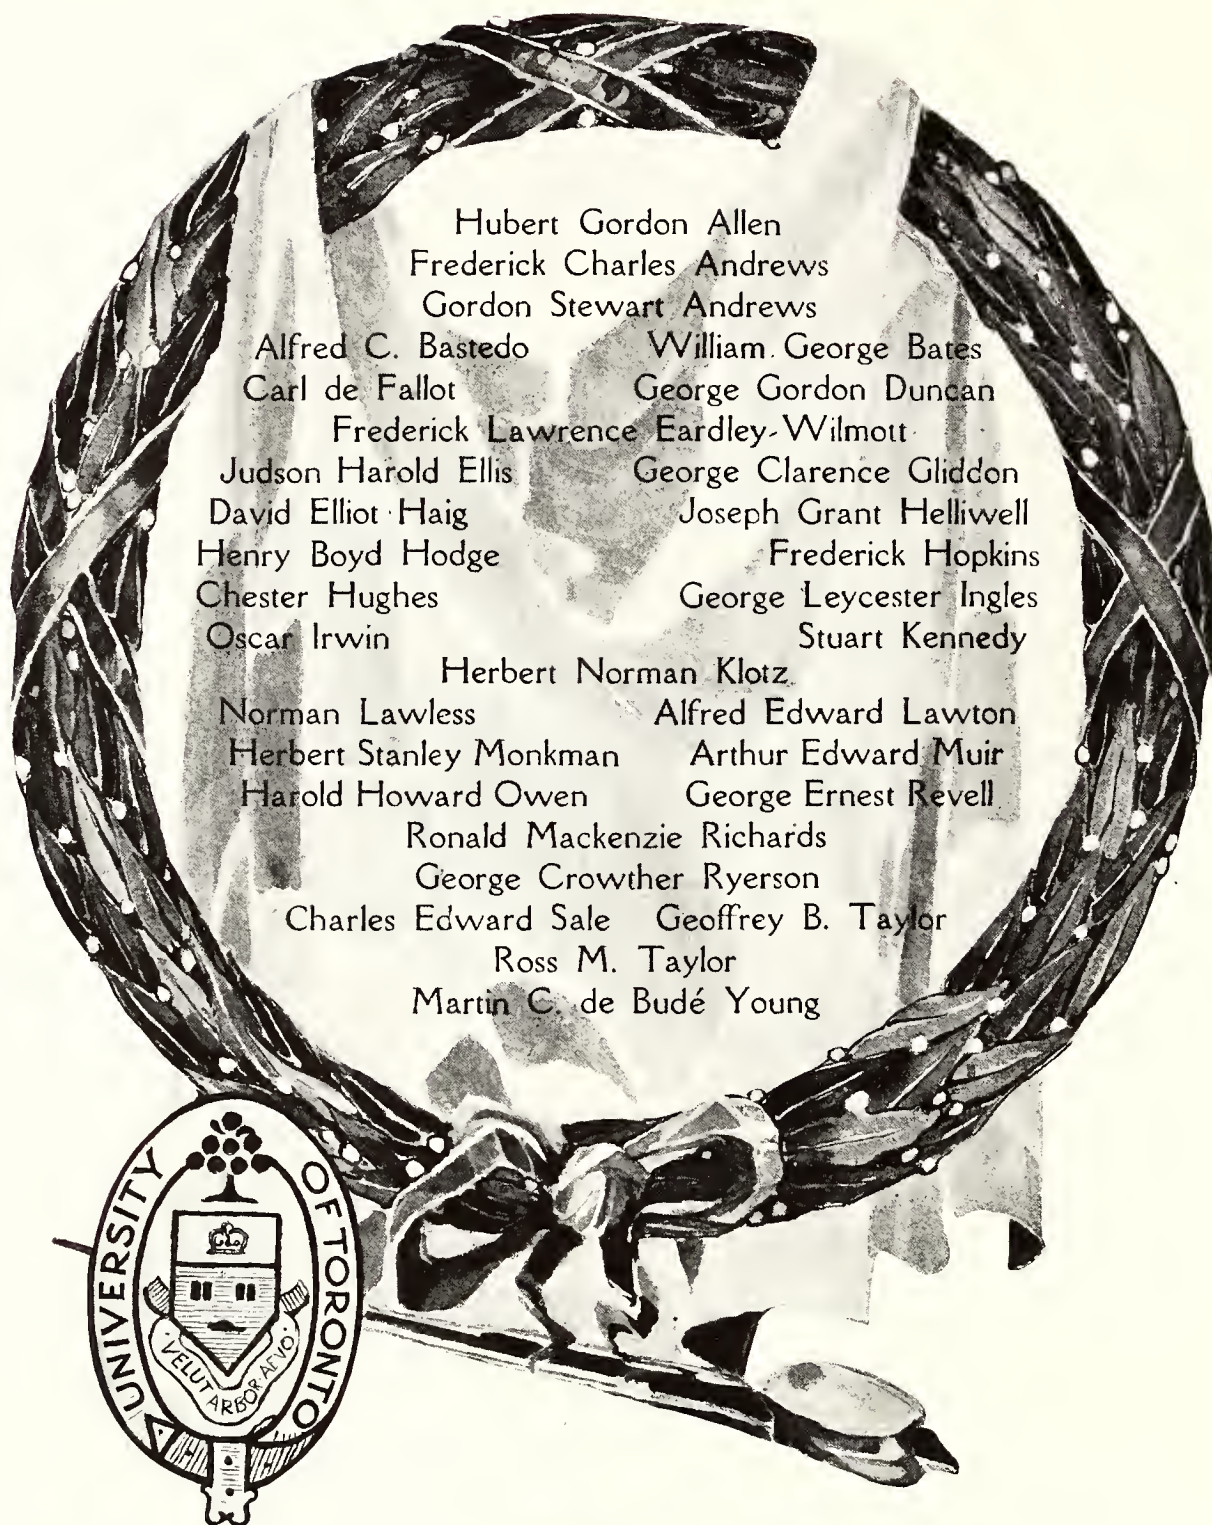 Hubert Gordon Allen
Frederick Charles Andrews
Gordon Stewart Andrews
Alfred C. Bastedo William George Bates
Carl de Fallot George Gordon Duncan
Frederick Lawrence Eardley-Wilmott
Judson Harold Ellis George Clarence Gliddon
David Elliot Haig Joseph Grant Helliwell
Henry Boyd Hodge Frederick Hopkins
Chester Hughes George Leycester Ingles
Oscar Irwin Stuart Kennedy
Herbert Norman Klotz
Norman Lawless Alfred Edward Lawton
Herbert Stanley Monkman Arthur Edward Muir
Harold Howard Owen George Ernest Revell
Ronald Mackenzie Richards
George Crowther Ryerson
Charles Edward Sale Geoffrey B. Taylor
Ross M. Taylor
Martin C. de Budé Young
UNIVERSITY OF TORONTO
VELUT ARBOR AEVO